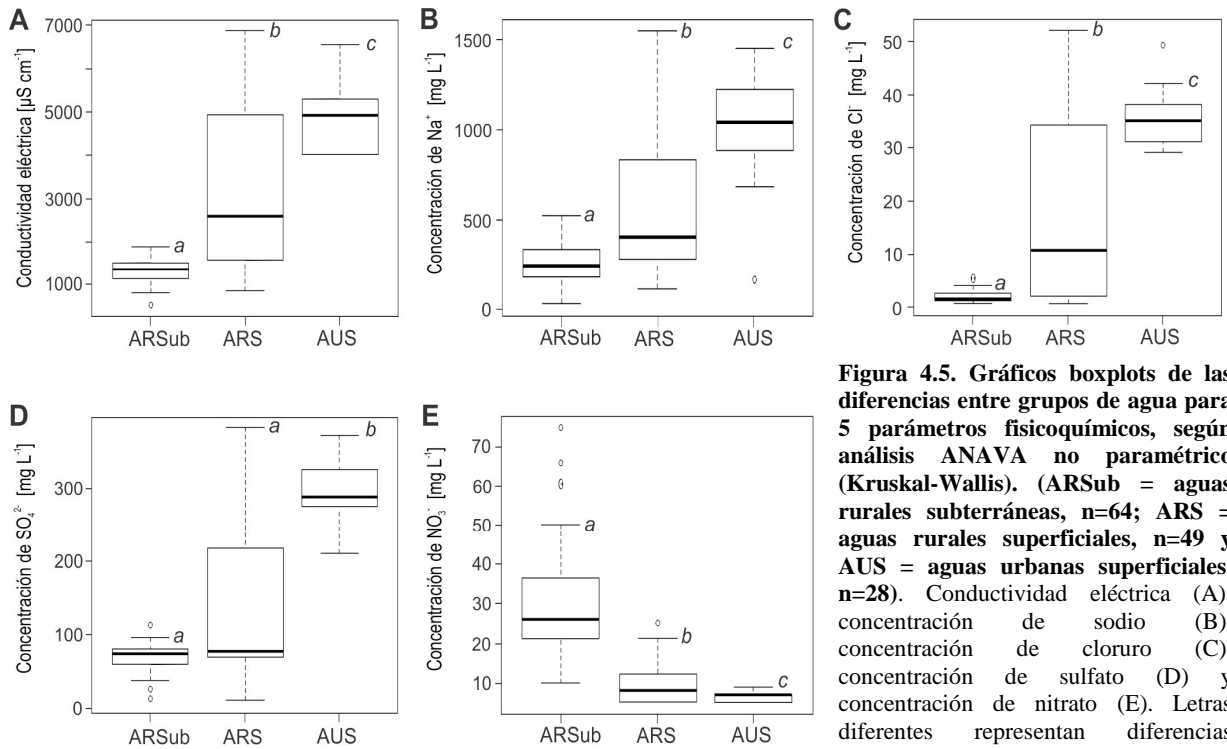 A
Conductividad eléctrica [µS cm⁻¹]
7000
5000
3000
1000
a
b
c
ARSub
ARS
AUS
B
Concentración de Na⁺ [mg L⁻¹]
1500
1000
500
0
a
b
c
ARSub
ARS
AUS
C
Concentración de Cl⁻ [mg L⁻¹]
50
40
30
20
10
0
a
b
c
ARSub
ARS
AUS
D
Concentración de SO₄²⁻ [mg L⁻¹]
300
200
100
0
a
a
b
ARSub
ARS
AUS
E
Concentración de NO₃⁻ [mg L⁻¹]
70
60
50
40
30
20
10
a
b
c
ARSub
ARS
AUS
Figura 4.5. Gráficos boxplots de las
diferencias entre grupos de agua para
5 parámetros fisicoquímicos, según
análisis ANAVA no paramétrico
(Kruskal-Wallis). (ARSub = aguas
rurales subterráneas, n=64; ARS =
aguas rurales superficiales, n=49 y
AUS = aguas urbanas superficiales
n=28). Conductividad eléctrica (A)
concentración de sodio (B)
concentración de cloruro (C)
concentración de sulfato (D) y
concentración de nitrato (E). Letras
diferentes representan diferencias